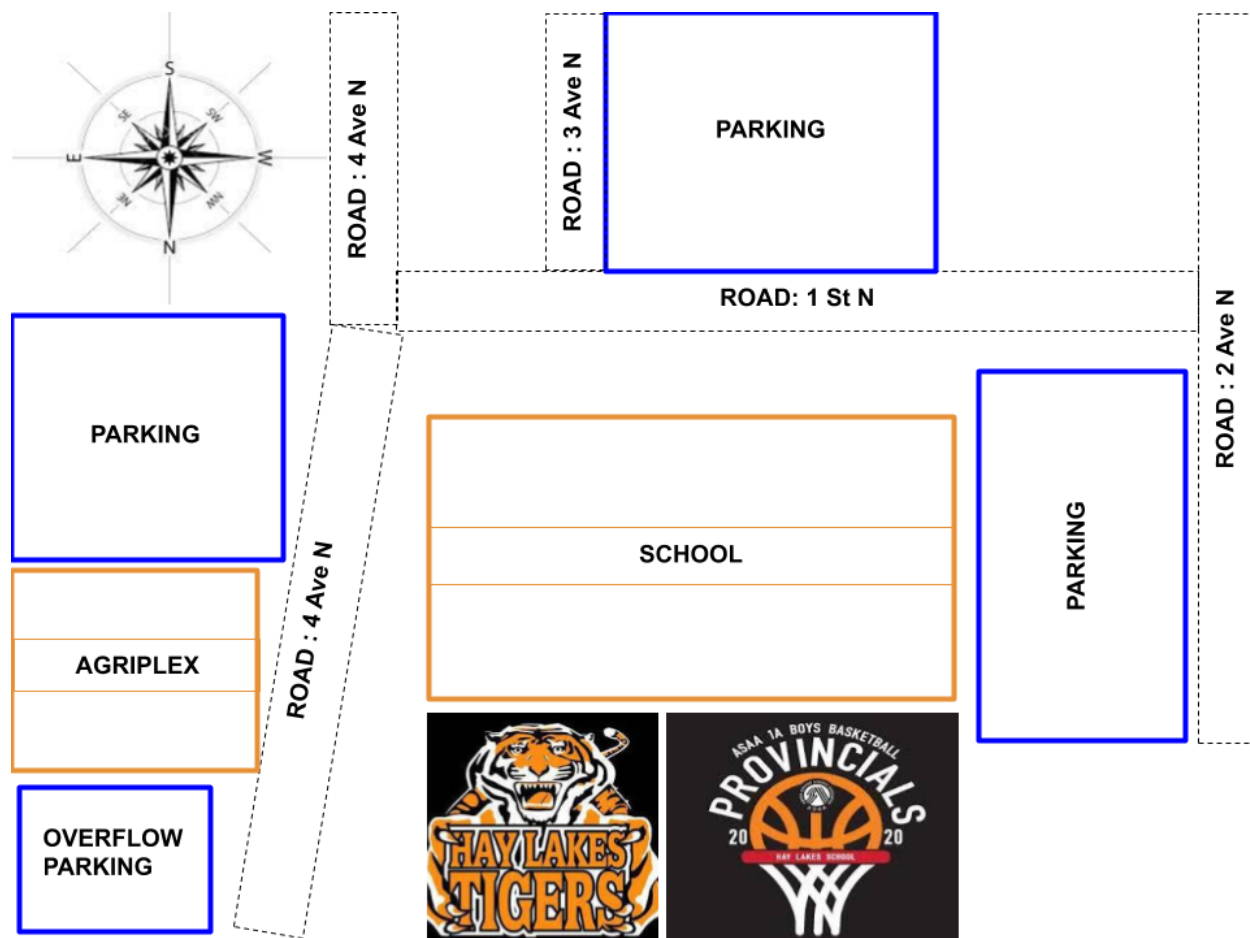 S
SE
SW
E
W
NE
NW
N
ROAD : 4 Ave N
ROAD : 3 Ave N
PARKING
ROAD: 1 St N
ROAD : 2 Ave N
PARKING
ROAD : 4 Ave N
SCHOOL
PARKING
AGRIPLEX
OVERFLOW
PARKING
HAY LAKES
TIGERS
ASAA 1A BOYS BASKETBALL
PROVINCIALS
20 20
HAY LAKES SCHOOL